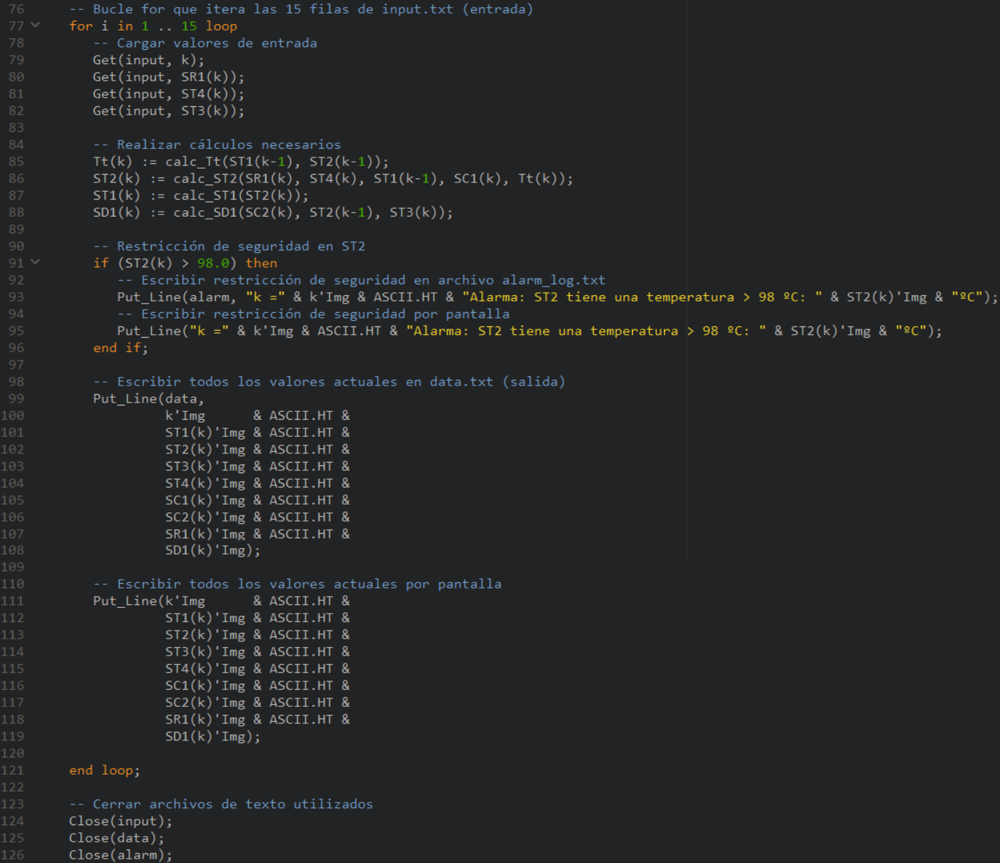 76 -- Bucle for que itera las 15 filas de input.txt (entrada)
77 for i in 1 .. 15 loop
78 -- Cargar valores de entrada
79 Get(input, k);
80 Get(input, SR1(k));
81 Get(input, ST4(k));
82 Get(input, ST3(k));
83
84 -- Realizar cálculos necesarios
85 Tt(k) := calc_Tt(ST1(k-1), ST2(k-1));
86 ST2(k) := calc_ST2(SR1(k), ST4(k), ST1(k-1), SC1(k), Tt(k));
87 ST1(k) := calc_ST1(ST2(k));
88 SD1(k) := calc_SD1(SC2(k), ST2(k-1), ST3(k));
89
90 -- Restricción de seguridad en ST2
91 if (ST2(k) > 98.0) then
92 -- Escribir restricción de seguridad en archivo alarm_log.txt
93 Put_Line(alarm, "k =" & k'Img & ASCII.HT & "Alarma: ST2 tiene una temperatura > 98 ºC: " & ST2(k)'Img & "ºC");
94 -- Escribir restricción de seguridad por pantalla
95 Put_Line("k =" & k'Img & ASCII.HT & "Alarma: ST2 tiene una temperatura > 98 ºC: " & ST2(k)'Img & "ºC");
96 end if;
97
98 -- Escribir todos los valores actuales en data.txt (salida)
99 Put_Line(data,
100 k'Img & ASCII.HT &
101 ST1(k)'Img & ASCII.HT &
102 ST2(k)'Img & ASCII.HT &
103 ST3(k)'Img & ASCII.HT &
104 ST4(k)'Img & ASCII.HT &
105 SC1(k)'Img & ASCII.HT &
106 SC2(k)'Img & ASCII.HT &
107 SR1(k)'Img & ASCII.HT &
108 SD1(k)'Img);
109
110 -- Escribir todos los valores actuales por pantalla
111 Put_Line(k'Img & ASCII.HT &
112 ST1(k)'Img & ASCII.HT &
113 ST2(k)'Img & ASCII.HT &
114 ST3(k)'Img & ASCII.HT &
115 ST4(k)'Img & ASCII.HT &
116 SC1(k)'Img & ASCII.HT &
117 SC2(k)'Img & ASCII.HT &
118 SR1(k)'Img & ASCII.HT &
119 SD1(k)'Img);
120
121 end loop;
122
123 -- Cerrar archivos de texto utilizados
124 Close(input);
125 Close(data);
126 Close(alarm);